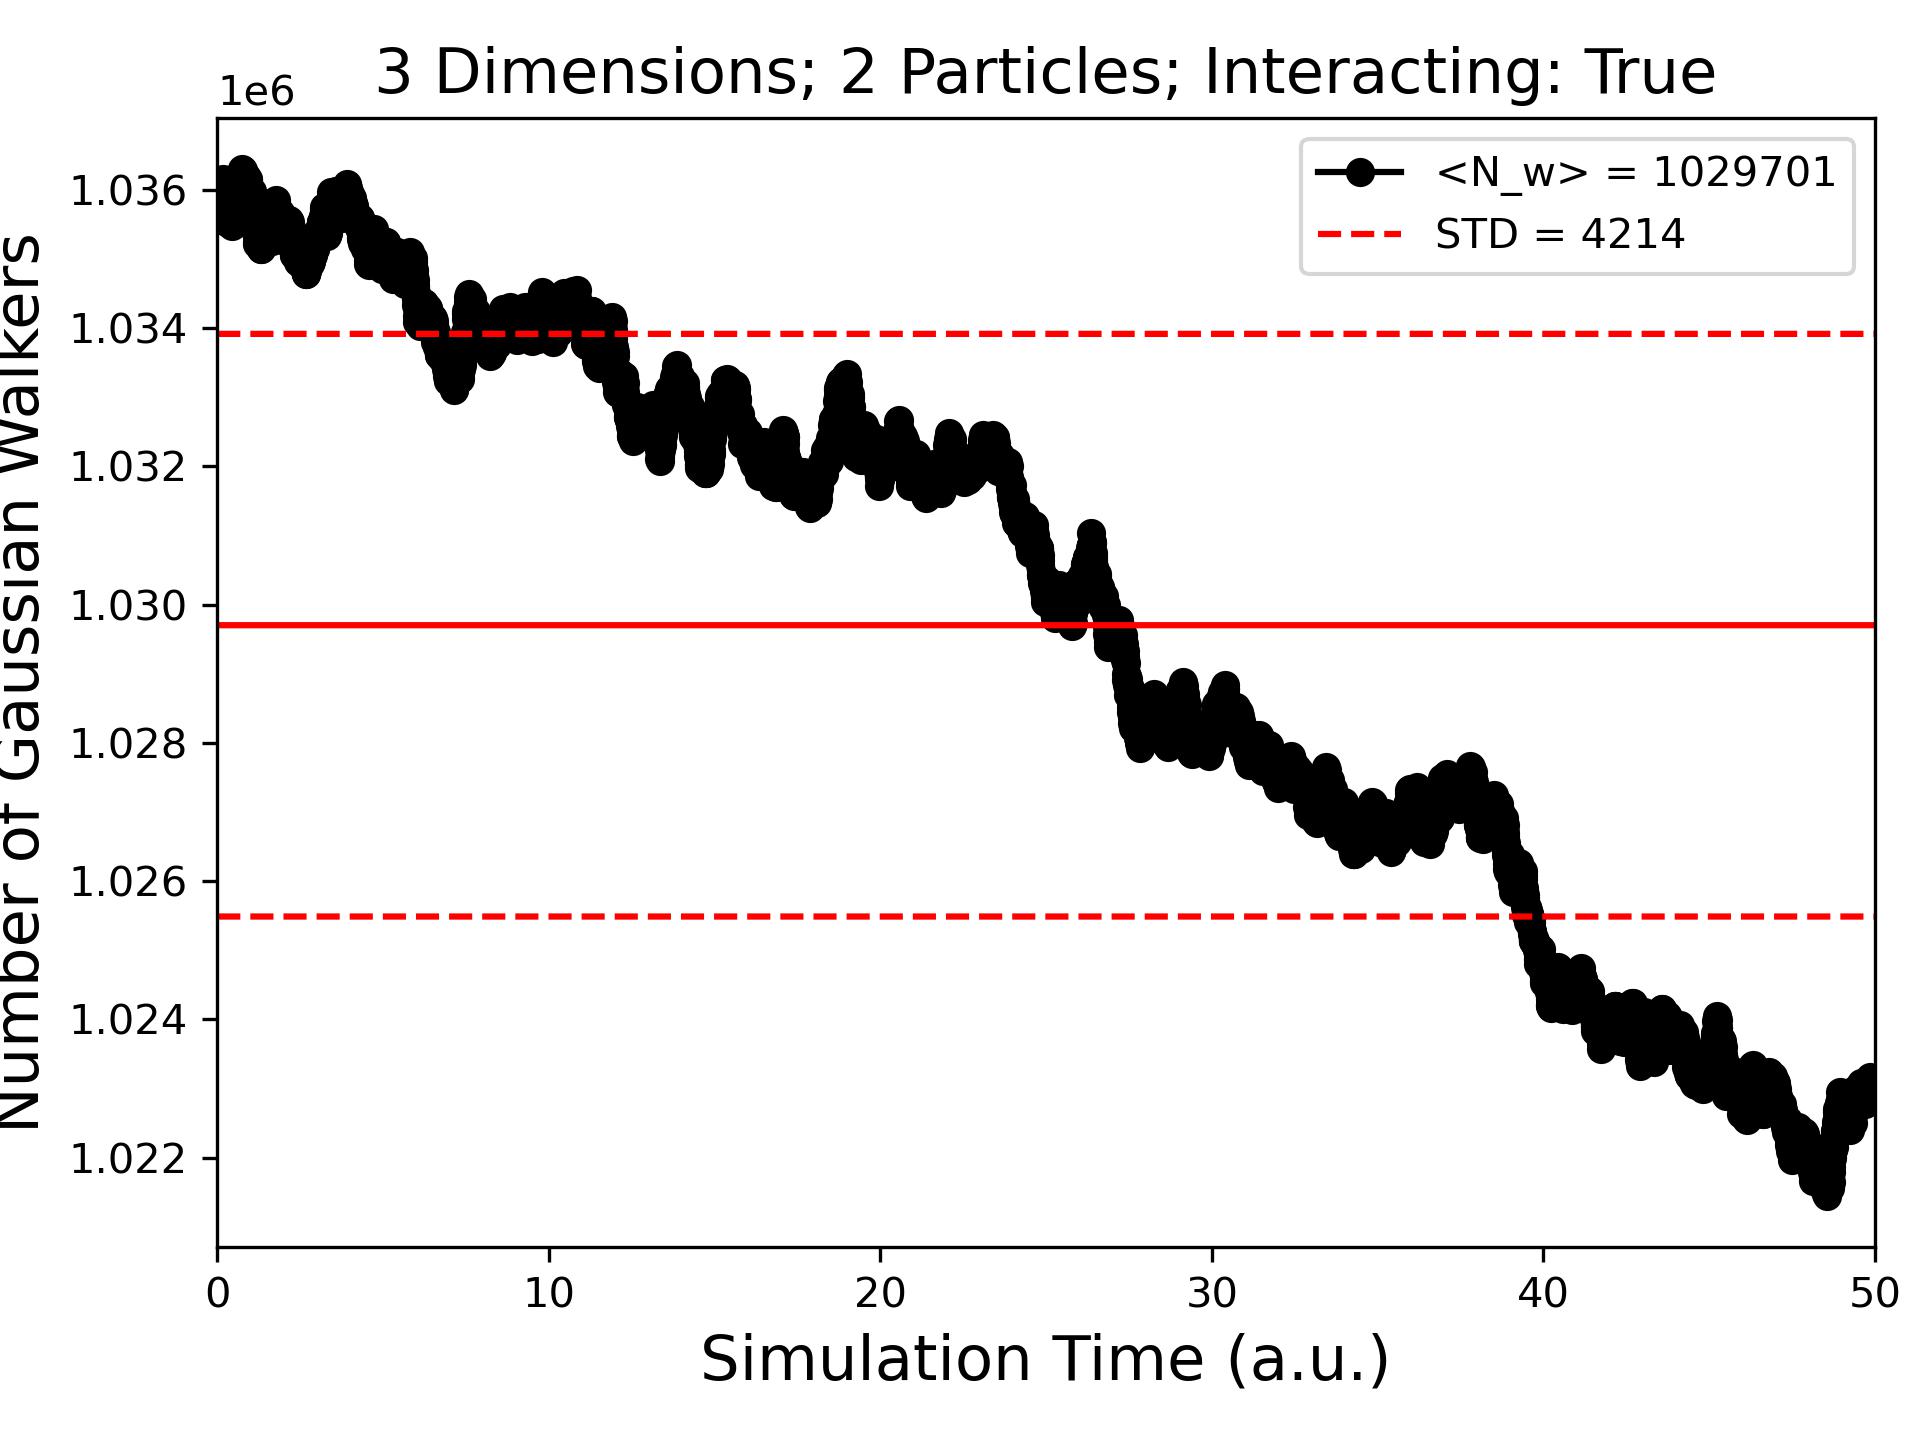 3 Dimensions; 2 Particles; Interacting: True
1e6
<N_w> = 1029701
STD = 4214
Number of Gaussian Walkers
1.036
1.034
1.032
1.030
1.028
1.026
1.024
1.022
0 10 20 30 40 50
Simulation Time (a.u.)